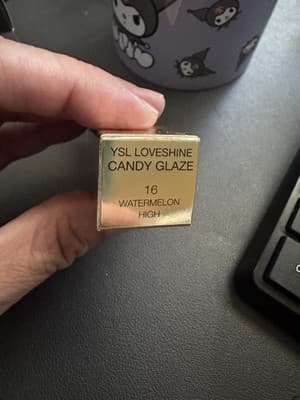 YSL LOVESHINE
CANDY GLAZE
16
WATERMELON
HIGH